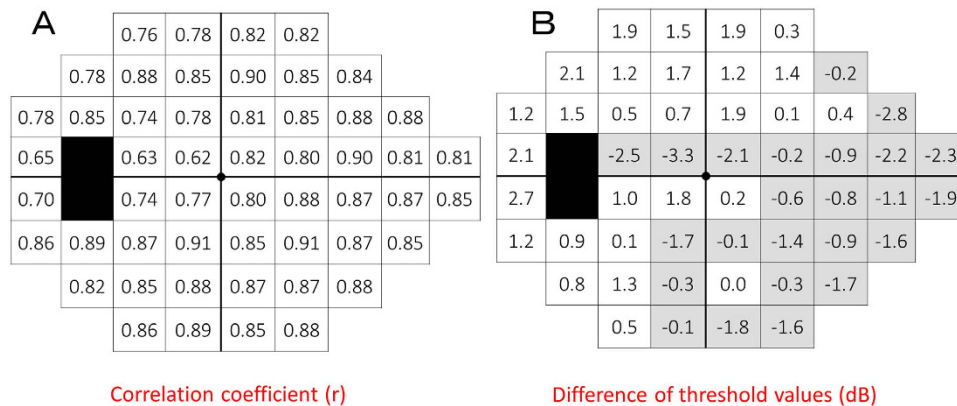 A
0.76 0.78 0.82 0.82
0.78 0.88 0.85 0.90 0.85 0.84
0.78 0.85 0.74 0.78 0.81 0.85 0.88 0.88
0.65 0.63 0.62 0.82 0.80 0.90 0.81 0.81
0.70 0.74 0.77 0.80 0.88 0.87 0.87 0.85
0.86 0.89 0.87 0.91 0.85 0.91 0.87 0.85
0.82 0.85 0.88 0.87 0.87 0.88
0.86 0.89 0.85 0.88
Correlation coefficient (r)
B
1.9 1.5 1.9 0.3
2.1 1.2 1.7 1.2 1.4 -0.2
1.2 1.5 0.5 0.7 1.9 0.1 0.4 -2.8
2.1 -2.5 -3.3 -2.1 -0.2 -0.9 -2.2 -2.3
2.7 1.0 1.8 0.2 -0.6 -0.8 -1.1 -1.9
1.2 0.9 0.1 -1.7 -0.1 -1.4 -0.9 -1.6
0.8 1.3 -0.3 0.0 -0.3 -1.7
0.5 -0.1 -1.8 -1.6
Difference of threshold values (dB)